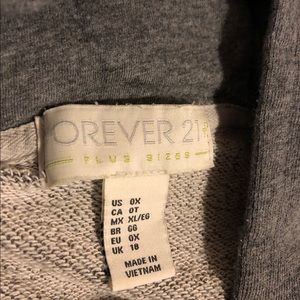 OREVER 21
PLUS SIZES
US 0X
CA 0T
MX XL/EG
BR GG
EU 0X
UK 18
MADE IN
VIETNAM